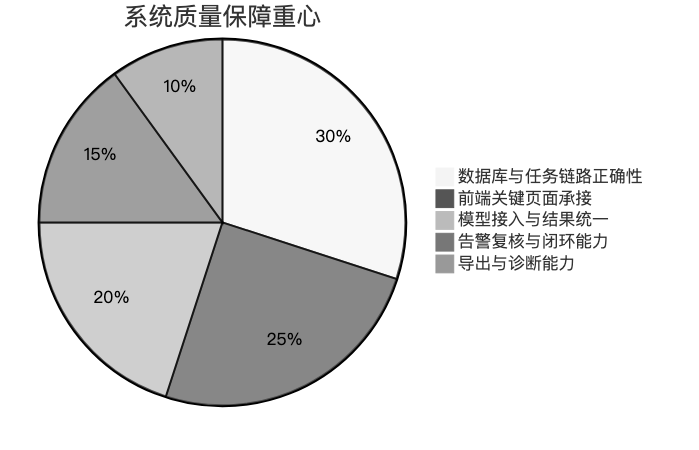 系统质量保障重心
10%
30%
15%
20%
25%
数据库与任务链路正确性
前端关键页面承接
模型接入与结果统一
告警复核与闭环能力
导出与诊断能力